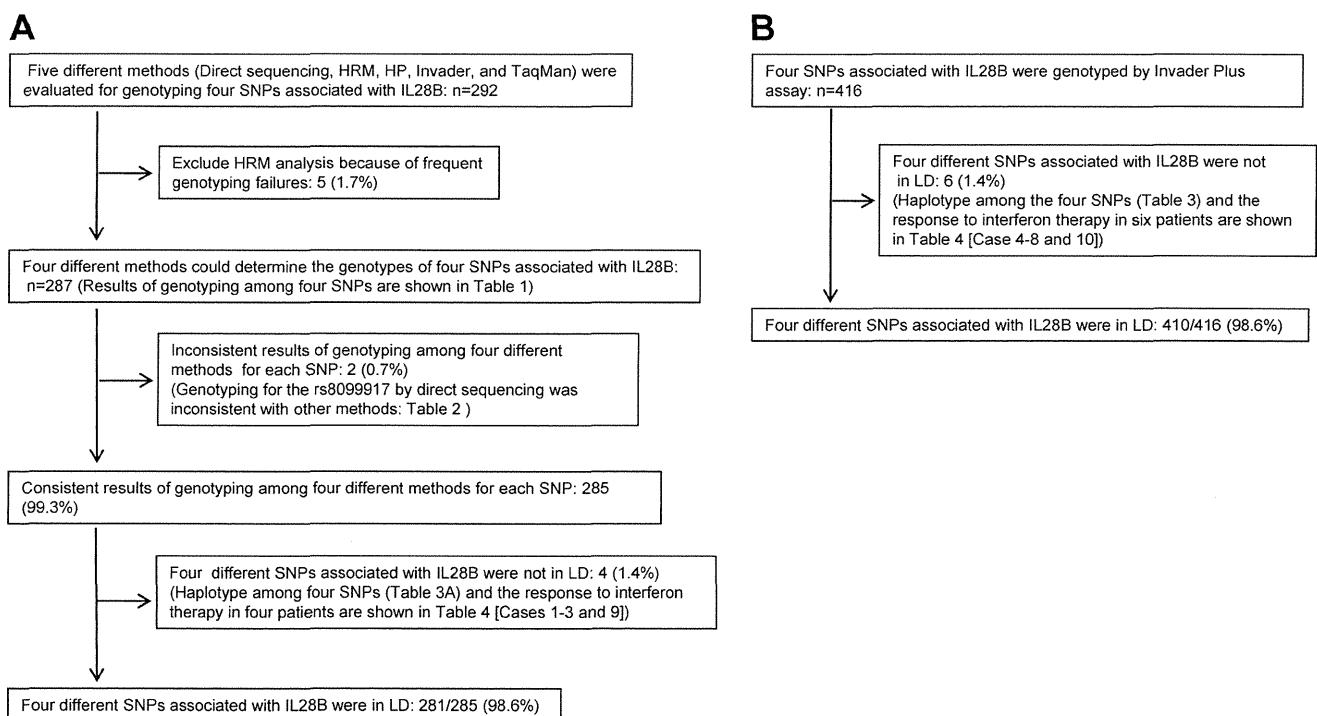 A
Five different methods (Direct sequencing, HRM, HP, Invader, and TaqMan) were
evaluated for genotyping four SNPs associated with IL28B: n=292
Exclude HRM analysis because of frequent
genotyping failures: 5 (1.7%)
Four different methods could determine the genotypes of four SNPs associated with IL28B:
n=287 (Results of genotyping among four SNPs are shown in Table 1)
Inconsistent results of genotyping among four different
methods for each SNP: 2 (0.7%)
(Genotyping for the rs8099917 by direct sequencing was
inconsistent with other methods: Table 2 )
Consistent results of genotyping among four different methods for each SNP: 285
(99.3%)
Four different SNPs associated with IL28B were not in LD: 4 (1.4%)
(Haplotype among four SNPs (Table 3A) and the response to interferon
therapy in four patients are shown in Table 4 [Cases 1-3 and 9])
Four different SNPs associated with IL28B were in LD: 281/285 (98.6%)
B
Four SNPs associated with IL28B were genotyped by Invader Plus
assay: n=416
Four different SNPs associated with IL28B were not
in LD: 6 (1.4%)
(Haplotype among the four SNPs (Table 3) and the
response to interferon therapy in six patients are shown
in Table 4 [Case 4-8 and 10])
Four different SNPs associated with IL28B were in LD: 410/416 (98.6%)